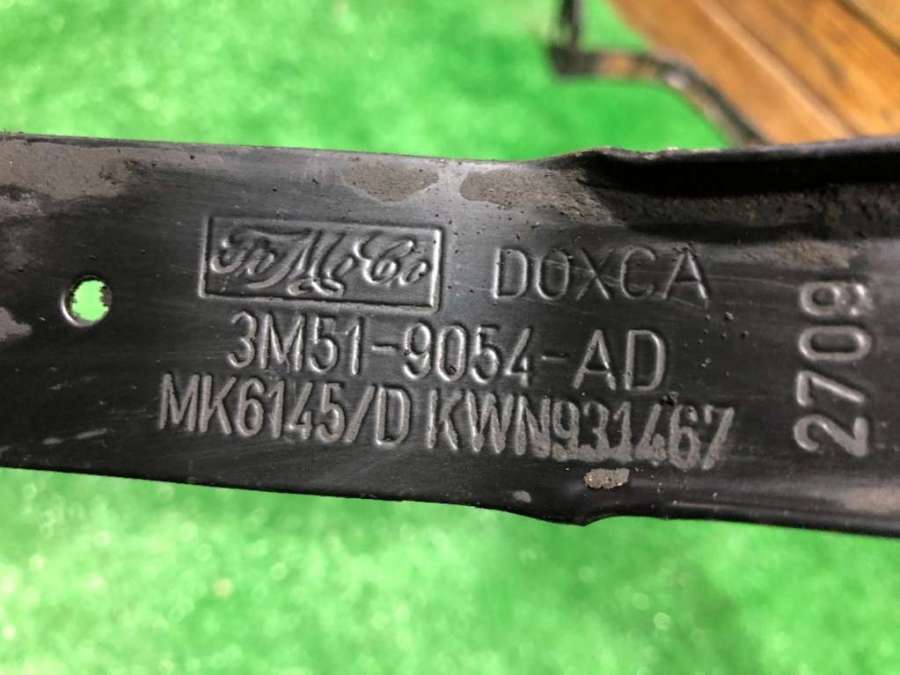 FoMoCo DOXCA
3M51-9054-AD
MK6145/D KWN931467
2709